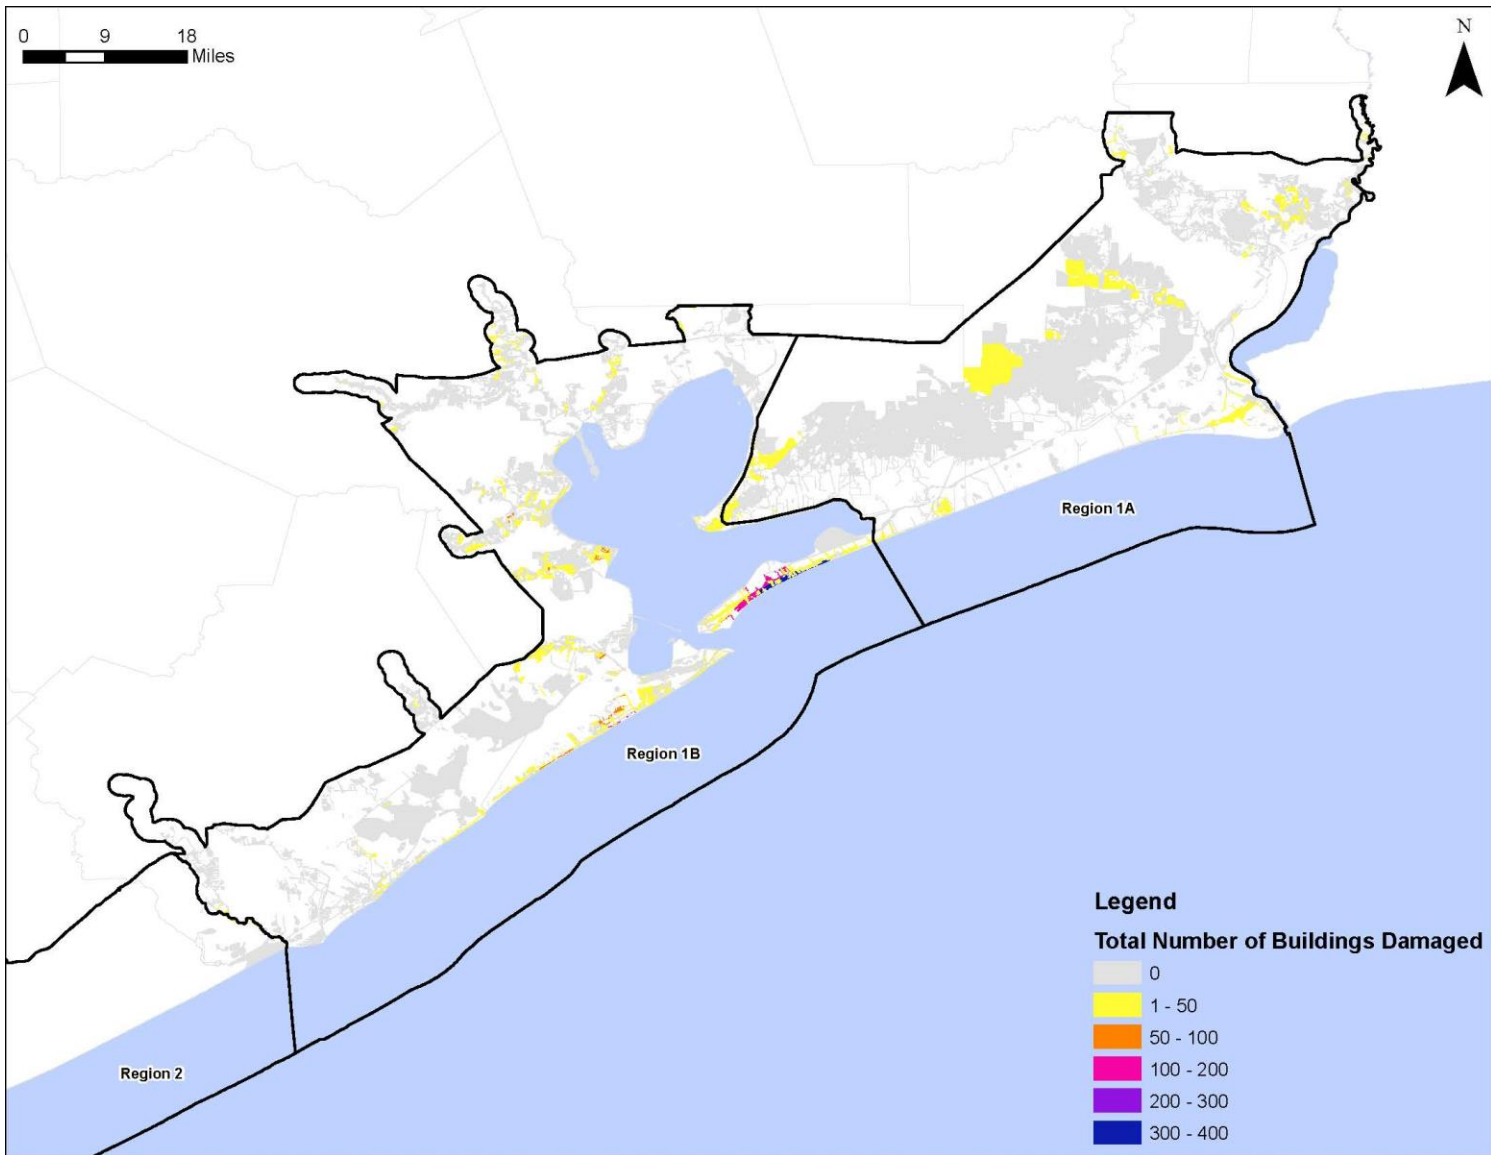 0 9 18
Miles
N
Region 1A
Region 1B
Region 2
Legend
Total Number of Buildings Damaged
0
1 - 50
50 - 100
100 - 200
200 - 300
300 - 400